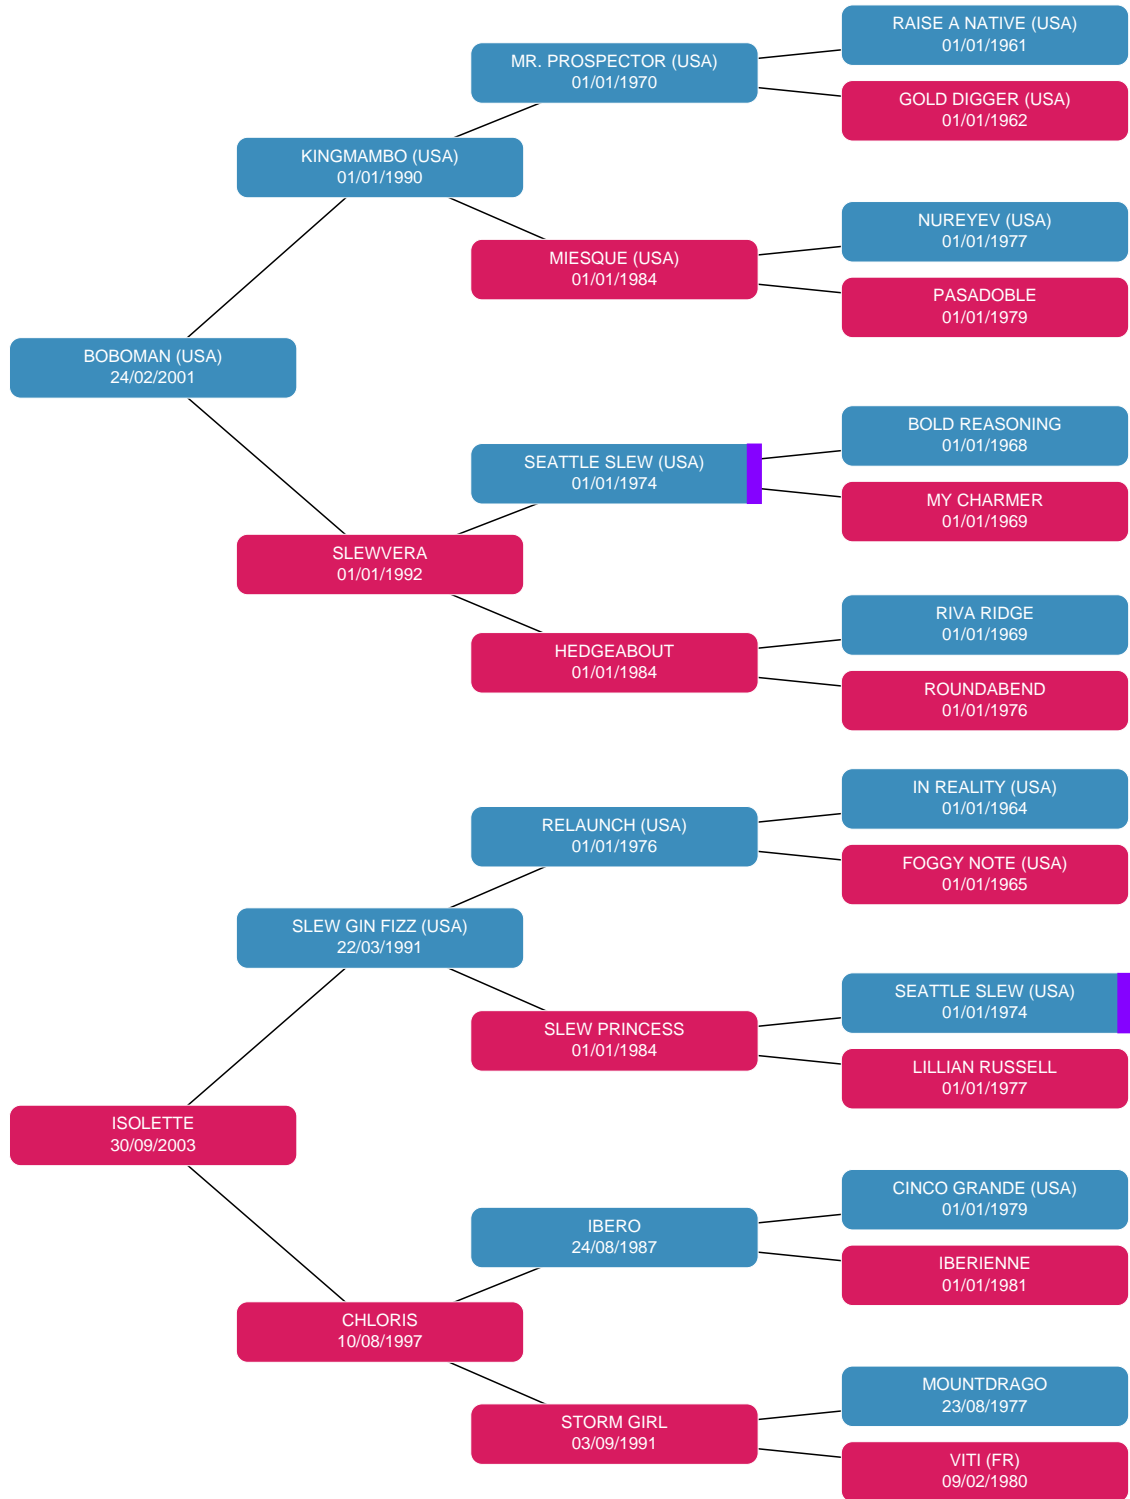 RAISE A NATIVE (USA)
01/01/1961
MR. PROSPECTOR (USA)
01/01/1970
GOLD DIGGER (USA)
01/01/1962
KINGMAMBO (USA)
01/01/1990
NUREYEV (USA)
01/01/1977
MIESQUE (USA)
01/01/1984
PASADOBLE
01/01/1979
BOBOMAN (USA)
24/02/2001
BOLD REASONING
01/01/1968
SEATTLE SLEW (USA)
01/01/1974
MY CHARMER
01/01/1969
SLEWVERA
01/01/1992
RIVA RIDGE
01/01/1969
HEDGEABOUT
01/01/1984
ROUNDABEND
01/01/1976
IN REALITY (USA)
01/01/1964
RELAUNCH (USA)
01/01/1976
FOGGY NOTE (USA)
01/01/1965
SLEW GIN FIZZ (USA)
22/03/1991
SEATTLE SLEW (USA)
01/01/1974
SLEW PRINCESS
01/01/1984
LILLIAN RUSSELL
01/01/1977
ISOLETTE
30/09/2003
CINCO GRANDE (USA)
01/01/1979
IBERO
24/08/1987
IBERIENNE
01/01/1981
CHLORIS
10/08/1997
MOUNTDRAGO
23/08/1977
STORM GIRL
03/09/1991
VITI (FR)
09/02/1980